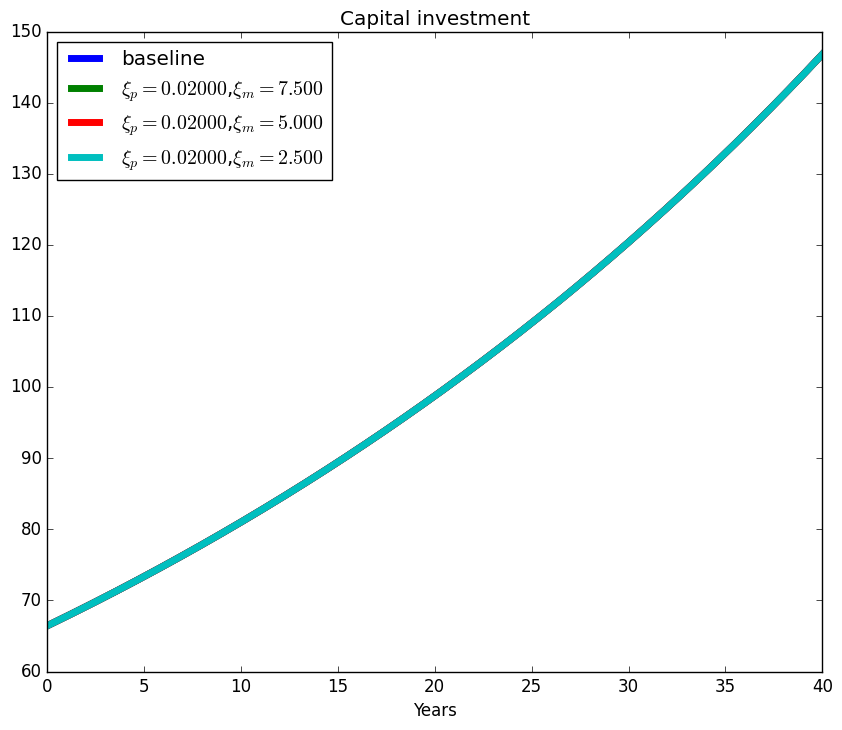 Capital investment
150
140
130
120
110
100
90
80
70
60
baseline
ξₚ = 0.02000,ξₘ = 7.500
ξₚ = 0.02000,ξₘ = 5.000
ξₚ = 0.02000,ξₘ = 2.500
0 5 10 15 20 25 30 35 40
Years